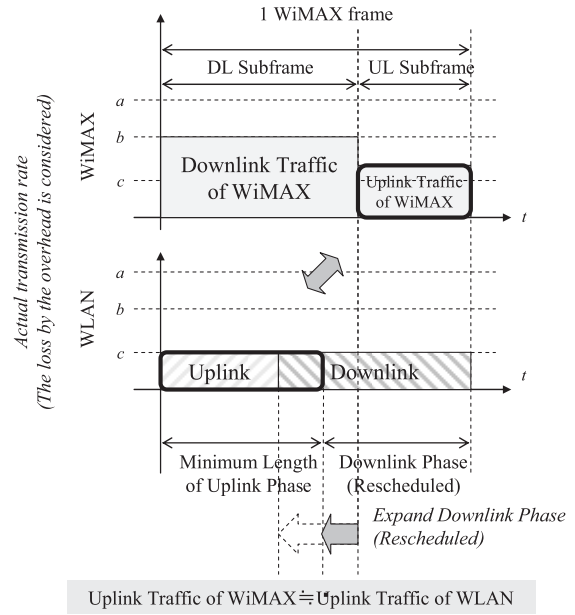 1 WiMAX frame
DL Subframe
UL Subframe
Actual transmission rate
(The loss by the overhead is considered)
WiMAX
a
b
c
Downlink Traffic
of WiMAX
Uplink Traffic
of WiMAX
t
WLAN
a
b
c
Uplink
Downlink
t
Minimum Length
of Uplink Phase
Downlink Phase
(Rescheduled)
Expand Downlink Phase
(Rescheduled)
Uplink Traffic of WiMAX≒Uplink Traffic of WLAN